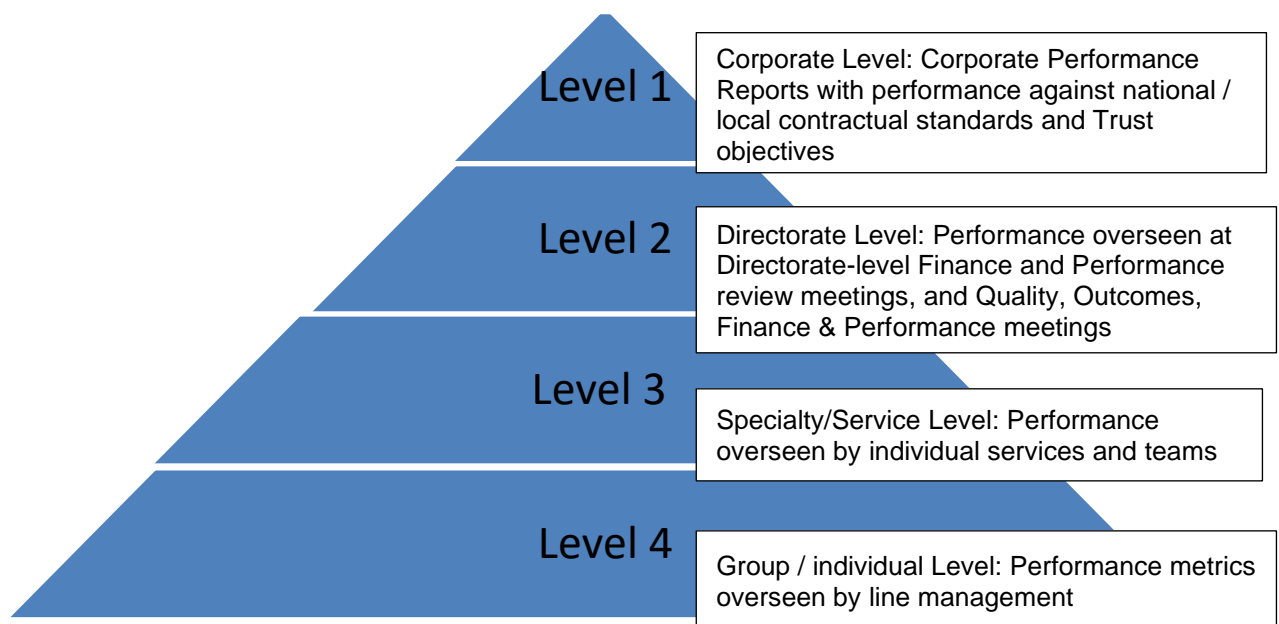 Level 1
Corporate Level: Corporate Performance
Reports with performance against national /
local contractual standards and Trust
objectives
Level 2
Directorate Level: Performance overseen at
Directorate-level Finance and Performance
review meetings, and Quality, Outcomes,
Finance & Performance meetings
Level 3
Specialty/Service Level: Performance
overseen by individual services and teams
Level 4
Group / individual Level: Performance metrics
overseen by line management